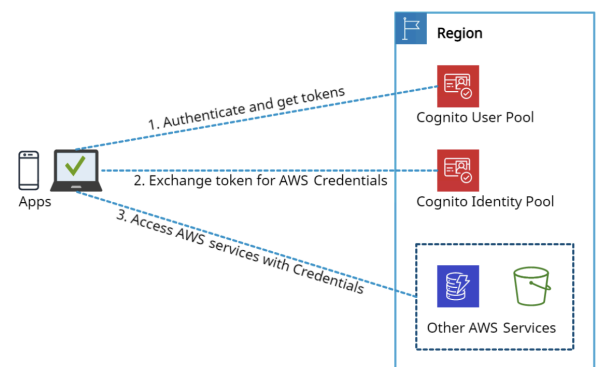 Region
1. Authenticate and get tokens
Cognito User Pool
2. Exchange token for AWS Credentials
Cognito Identity Pool
Apps
3. Access AWS services with Credentials
Other AWS Services